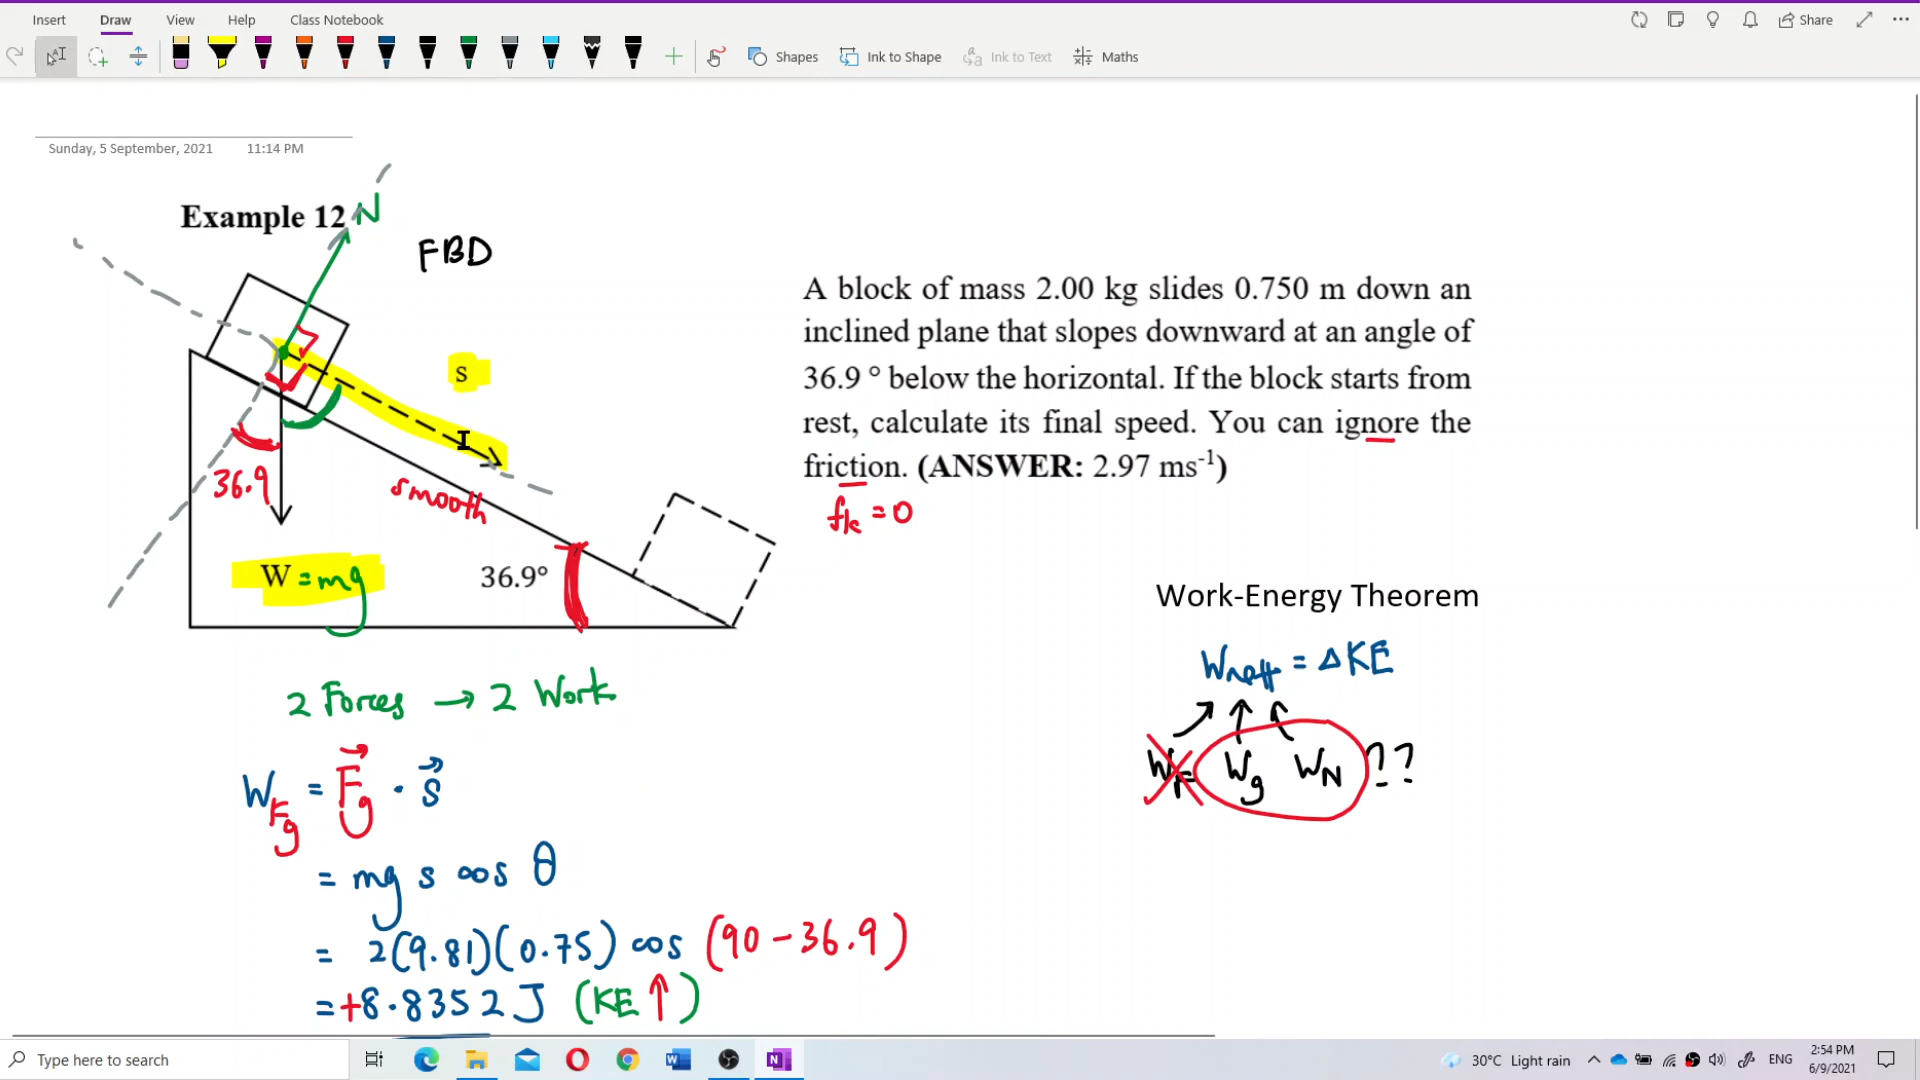 Insert Draw View Help Class Notebook Share
Shapes Ink to Shape Ink to Text Maths
Sunday, 5 September, 2021 11:14 PM
Example 12
N
FBD
s
36.9
smooth
W = mg
36.9°
A block of mass 2.00 kg slides 0.750 m down an
inclined plane that slopes downward at an angle of
36.9 ° below the horizontal. If the block starts from
rest, calculate its final speed. You can ignore the
friction. (ANSWER: 2.97 ms-1)
fk = 0
Work-Energy Theorem
Wnett = ΔKE
WF Wg WN ??
2 Forces → 2 Work
WFg = Fg · s
= mg s cos θ
= 2(9.81)(0.75) cos (90 - 36.9)
= +8.8352 J (KE ↑)
Type here to search
30°C Light rain ENG 2:54 PM
6/9/2021